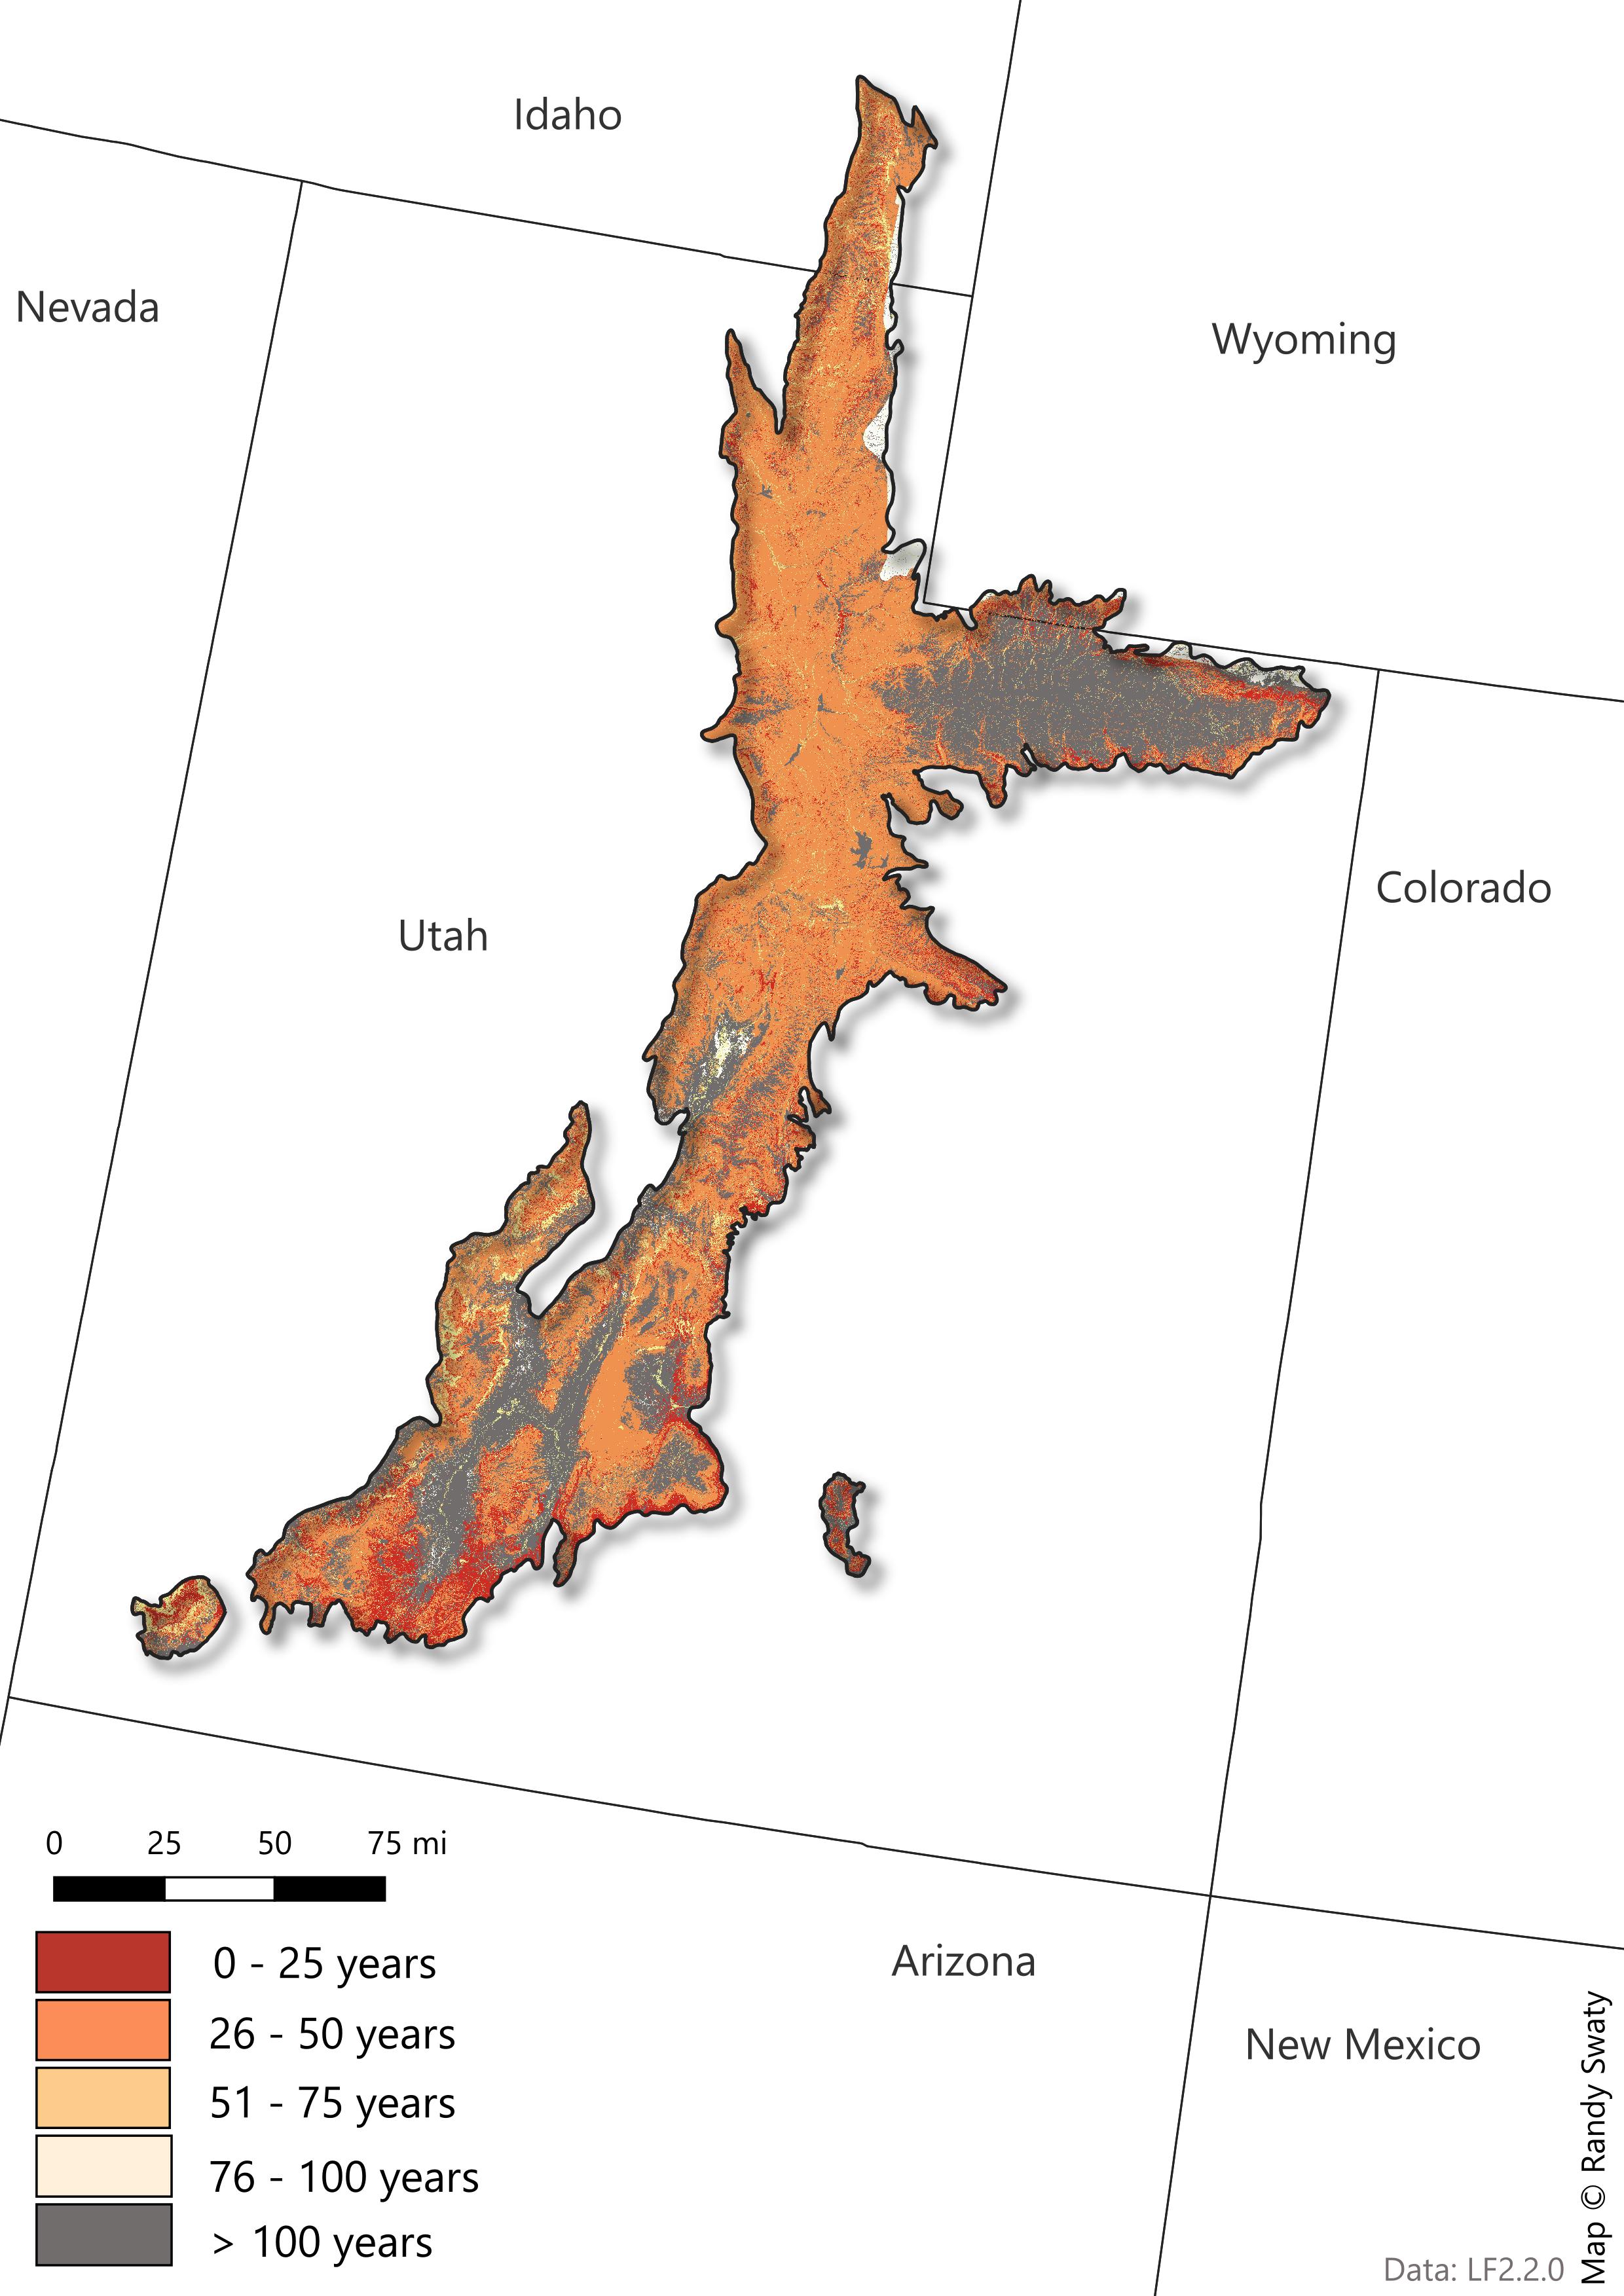 Idaho
Nevada
Wyoming
Colorado
Utah
0 25 50 75 mi
0 - 25 years
26 - 50 years
51 - 75 years
76 - 100 years
> 100 years
Arizona
New Mexico
Map © Randy Swaty
Data: LF2.2.0